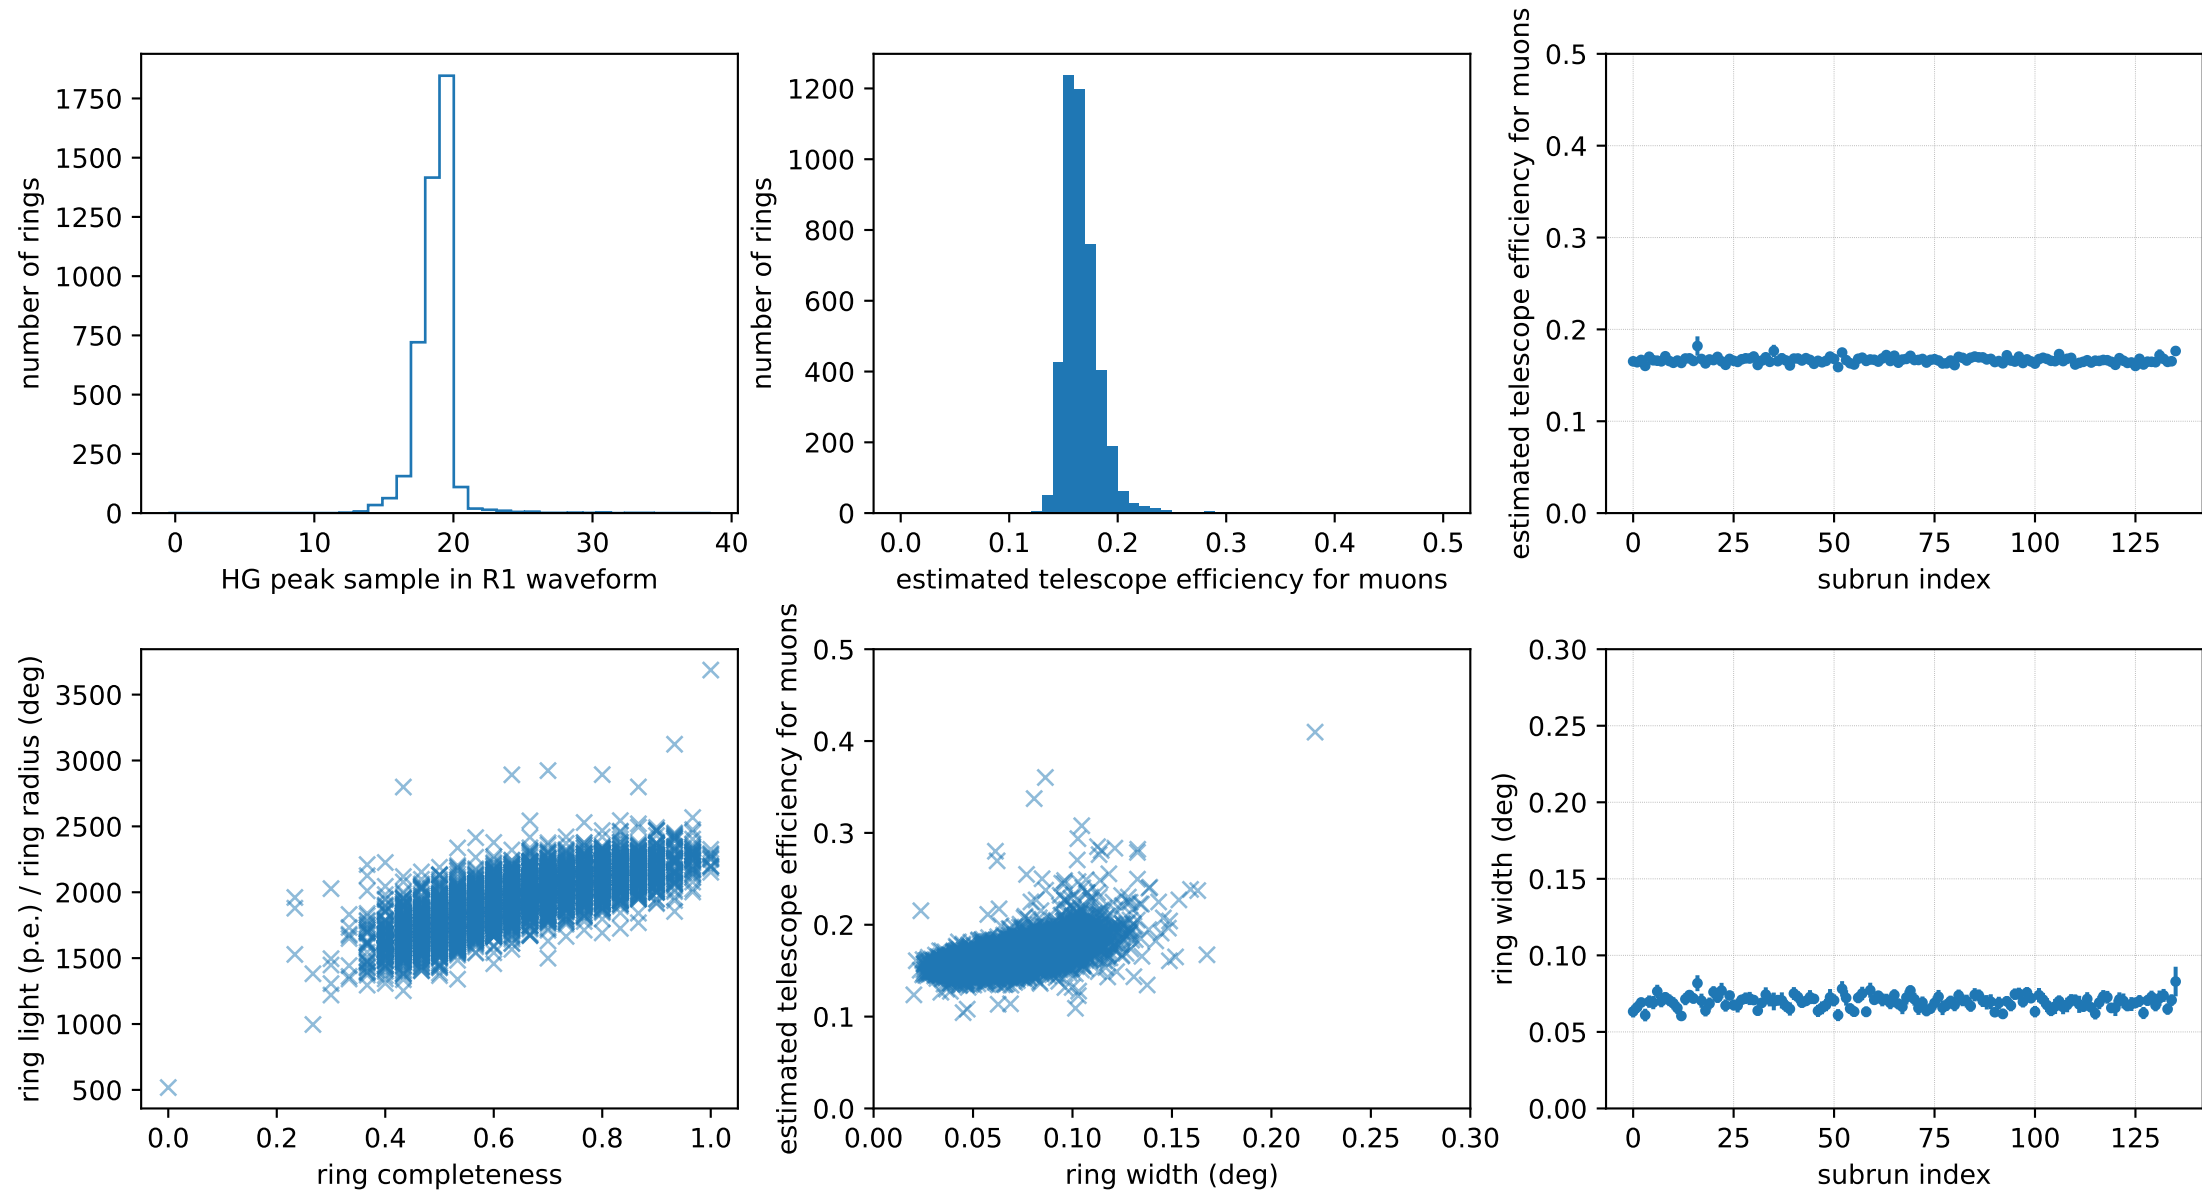 number of rings
1750
1500
1250
1000
750
500
250
0
0 10 20 30 40
HG peak sample in R1 waveform
number of rings
1200
1000
800
600
400
200
0
0.0 0.1 0.2 0.3 0.4 0.5
estimated telescope efficiency for muons
estimated telescope efficiency for muons
0.5
0.4
0.3
0.2
0.1
0.0
0 25 50 75 100 125
subrun index
ring light (p.e.) / ring radius (deg)
3500
3000
2500
2000
1500
1000
500
0.0 0.2 0.4 0.6 0.8 1.0
ring completeness
estimated telescope efficiency for muons
0.5
0.4
0.3
0.2
0.1
0.0
0.00 0.05 0.10 0.15 0.20 0.25 0.30
ring width (deg)
ring width (deg)
0.30
0.25
0.20
0.15
0.10
0.05
0.00
0 25 50 75 100 125
subrun index